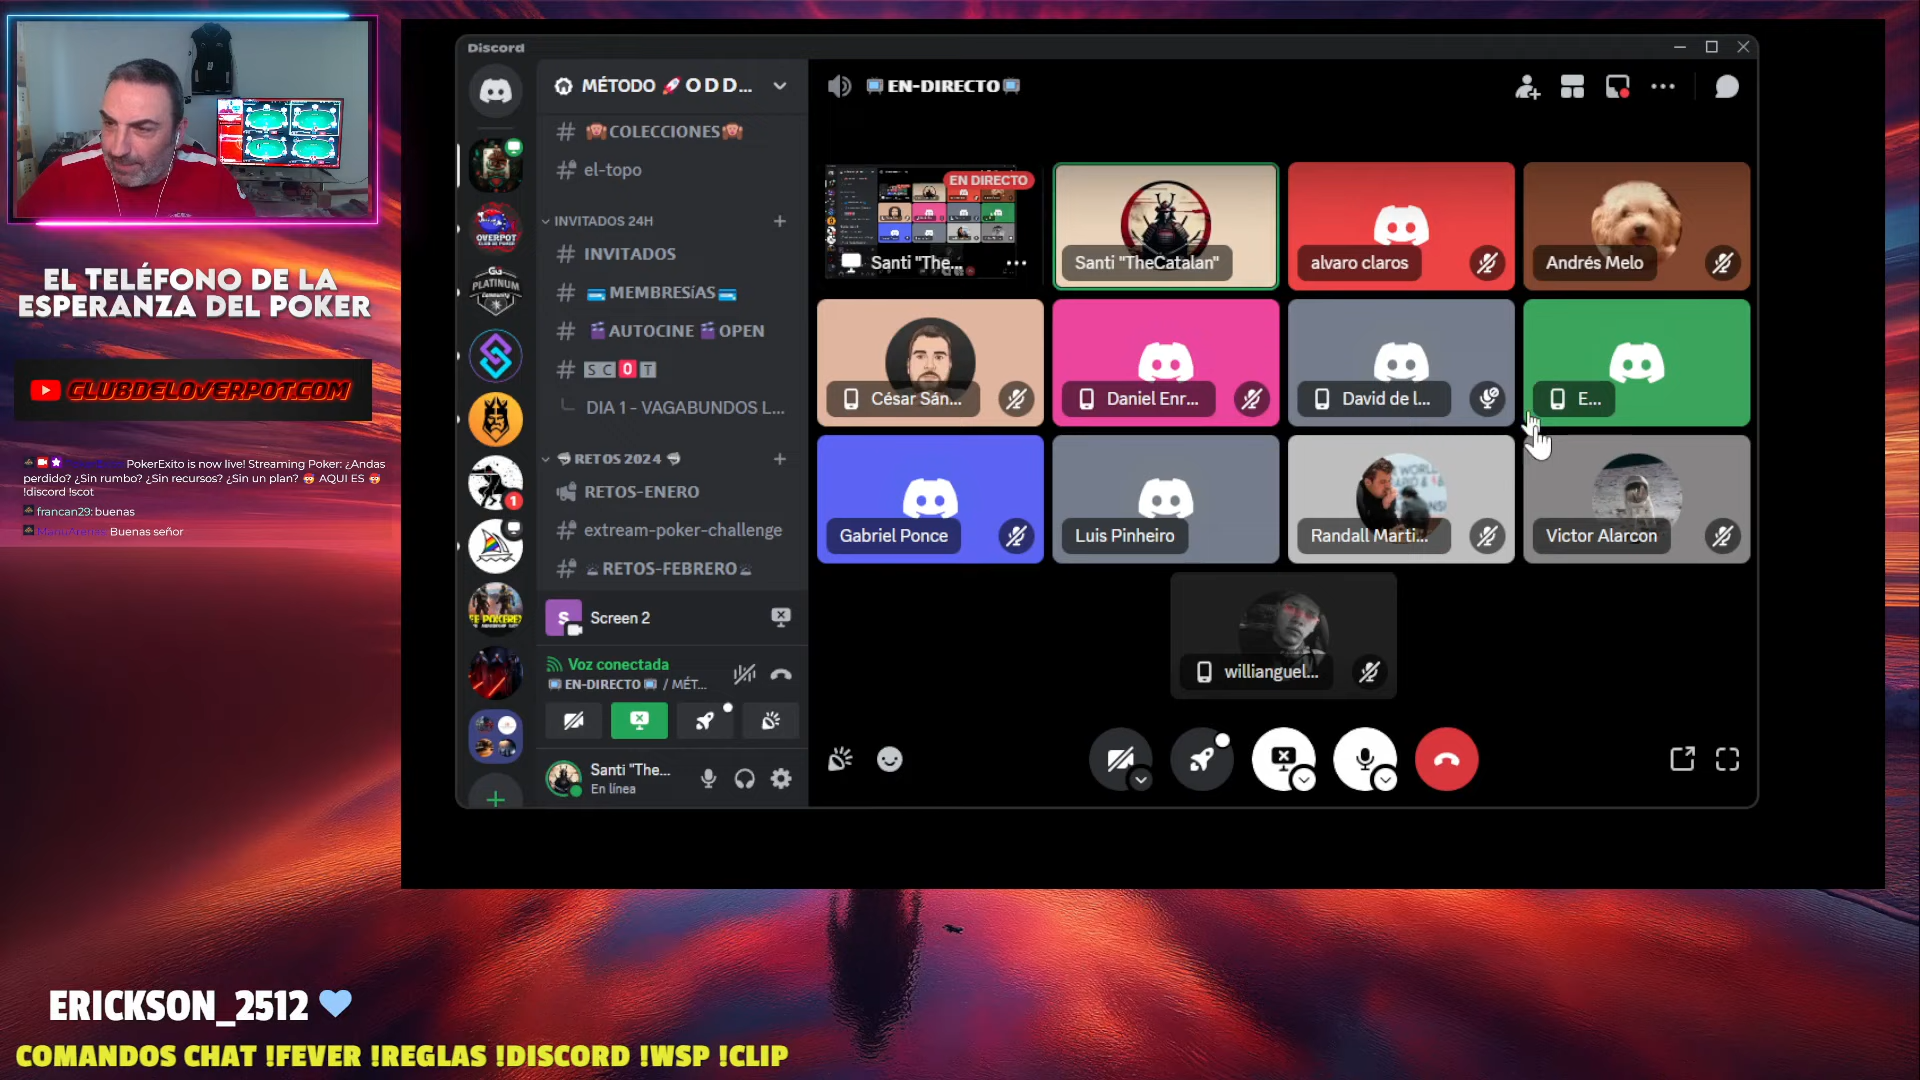 EL TELÉFONO DE LA
ESPERANZA DEL POKER
CLUBDELOVERPOT.COM
PokerExito is now live! Streaming Poker: ¿Andas
perdido? ¿Sin rumbo? ¿Sin recursos? ¿Sin un plan? AQUI ES
!discord !scot
francan29: buenas
Buenas señor
Discord
OVERPOT
PLATINUM
1
MÉTODO 🚀 O D D...
# COLECCIONES
# el-topo
INVITADOS 24H
# INVITADOS
# MEMBRESíAS
# AUTOCINE OPEN
# S C O T
DIA 1 - VAGABUNDOS L...
RETOS 2024
RETOS-ENERO
# extream-poker-challenge
# RETOS-FEBRERO
S
Screen 2
Voz conectada
EN-DIRECTO / MÉT...
Santi "The...
En línea
EN-DIRECTO
EN DIRECTO
Santi "The...
Santi "TheCatalan"
alvaro claros
Andrés Melo
César Sán...
Daniel Enr...
David de l...
E...
Gabriel Ponce
Luis Pinheiro
Randall Marti...
Victor Alarcon
willianguel...
ERICKSON_2512 🩵
COMANDOS CHAT !FEVER !REGLAS !DISCORD !WSP !CLIP